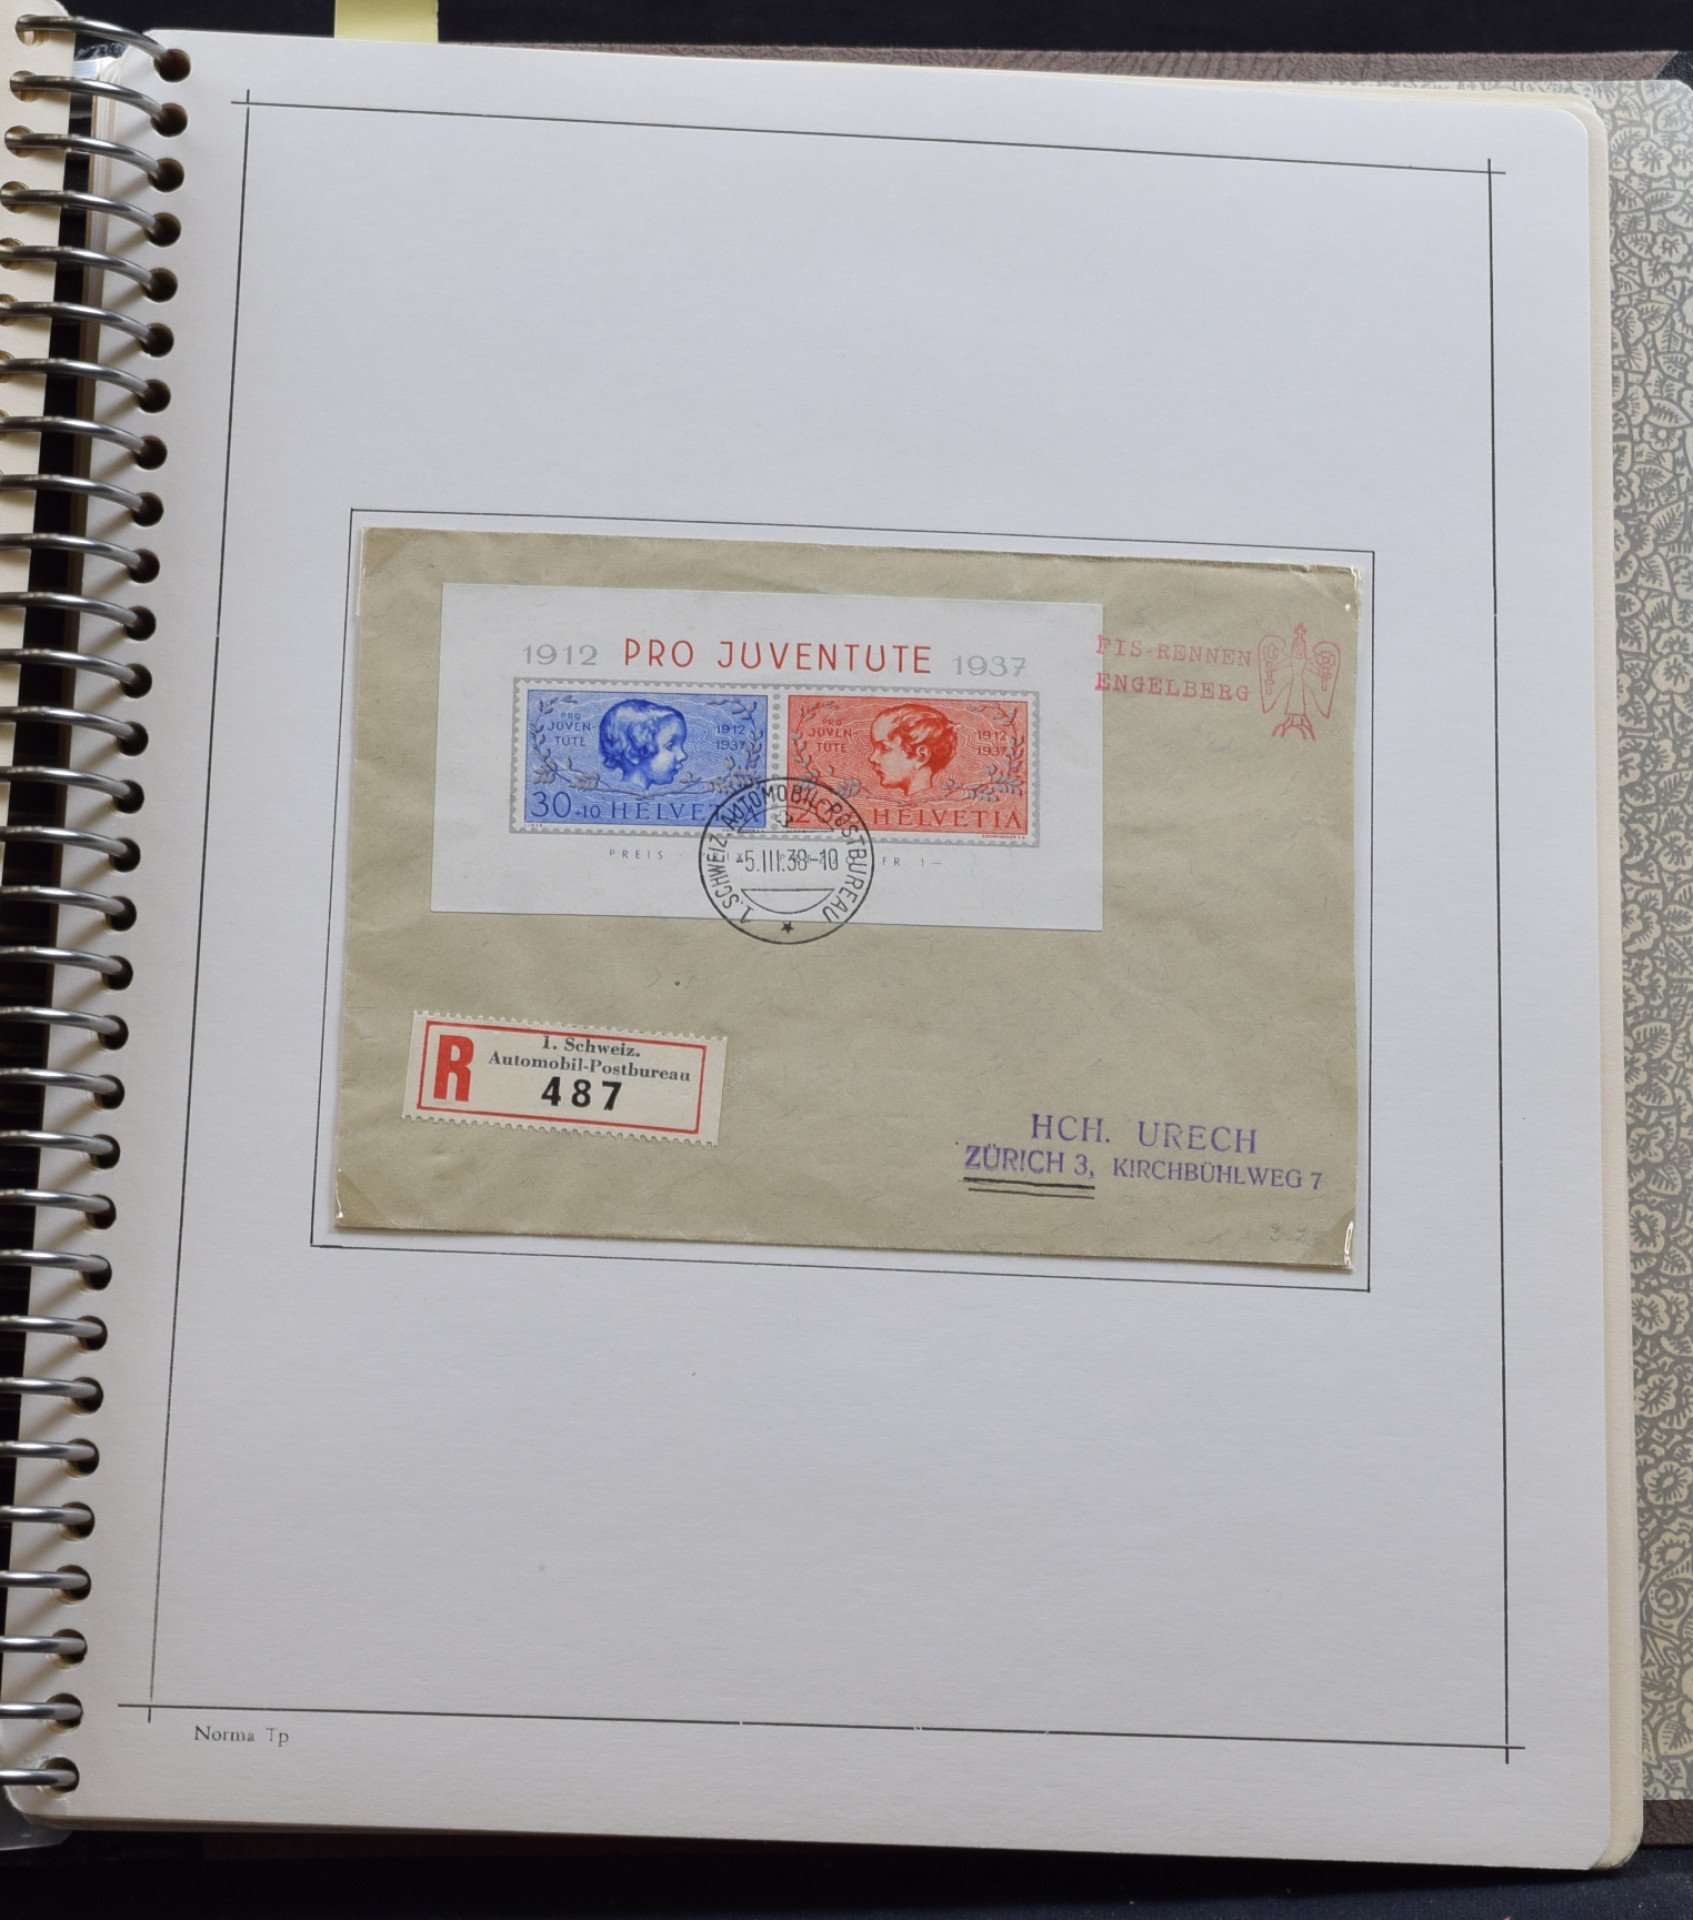 1912 PRO JUVENTUTE 1937
FIS-RENNEN
ENGELBERG
PRO
JUVEN-
TUTE
1912
1937
30+10 HELVETIA
PRO
JUVEN-
TUTE
1912
1937
HELVETIA
PREIS FR 1—
1. SCHWEIZ. AUTOMOBIL-POSTBUREAU
-5.III.38-10
R
1. Schweiz.
Automobil-Postbureau
487
HCH. URECH
ZÜRICH 3, KIRCHBÜHLWEG 7
Norma Tp